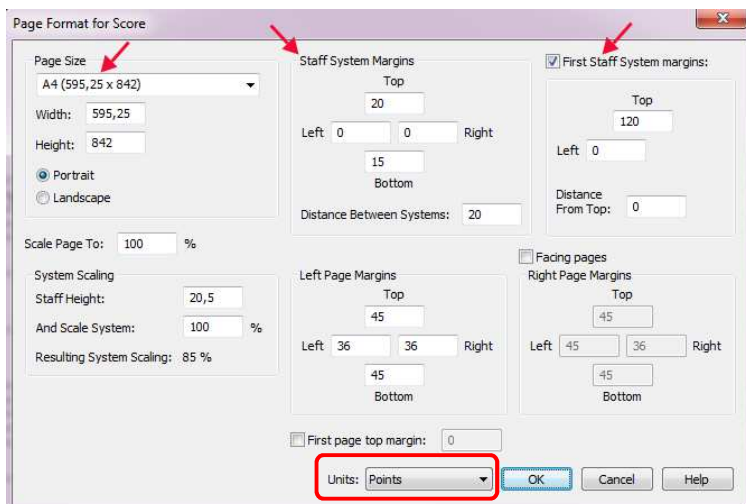 Page Format for Score
Page Size
A4 (595,25 x 842)
Width: 595,25
Height: 842
Portrait
Landscape
Staff System Margins
Top
20
Left 0 0 Right
15
Bottom
Distance Between Systems: 20
First Staff System margins:
Top
120
Left 0
Distance
From Top: 0
Scale Page To: 100 %
System Scaling
Staff Height: 20,5
And Scale System: 100 %
Resulting System Scaling: 85 %
Left Page Margins
Top
45
Left 36 36 Right
45
Bottom
Facing pages
Right Page Margins
Top
45
Left 45 36 Right
45
Bottom
First page top margin: 0
Units: Points
OK Cancel Help